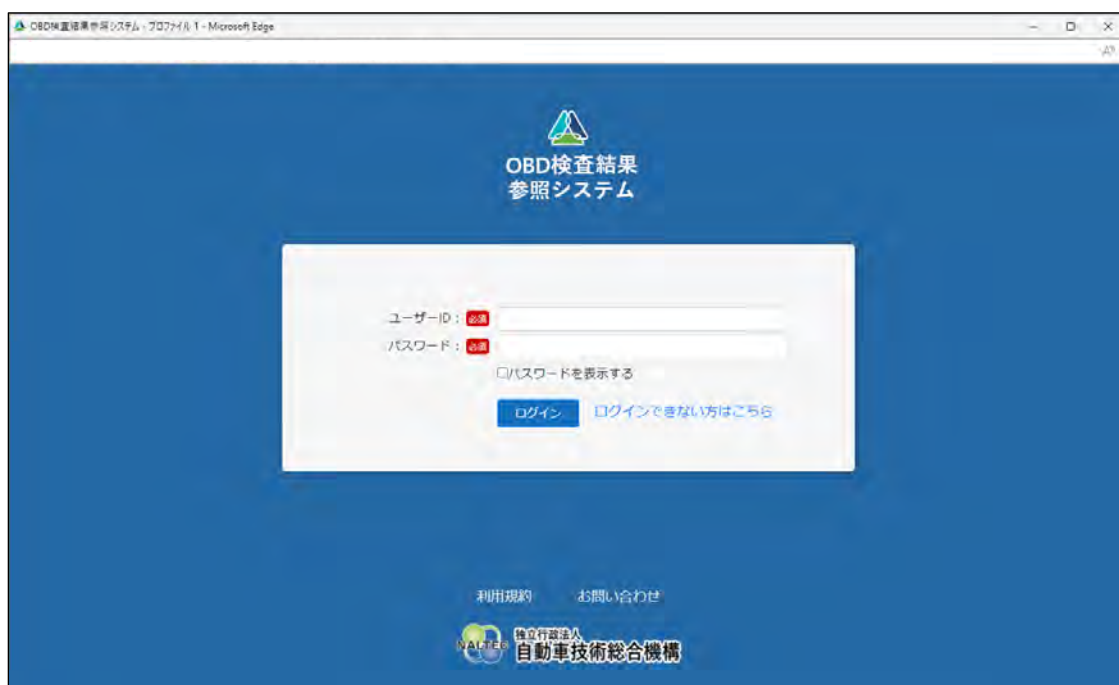 OBD検査結果参照システム - プロファイル 1 - Microsoft Edge
OBD検査結果
参照システム
ユーザーID： 必須
パスワード： 必須
パスワードを表示する
ログイン ログインできない方はこちら
利用規約 お問い合わせ
NALTEC 独立行政法人
自動車技術総合機構